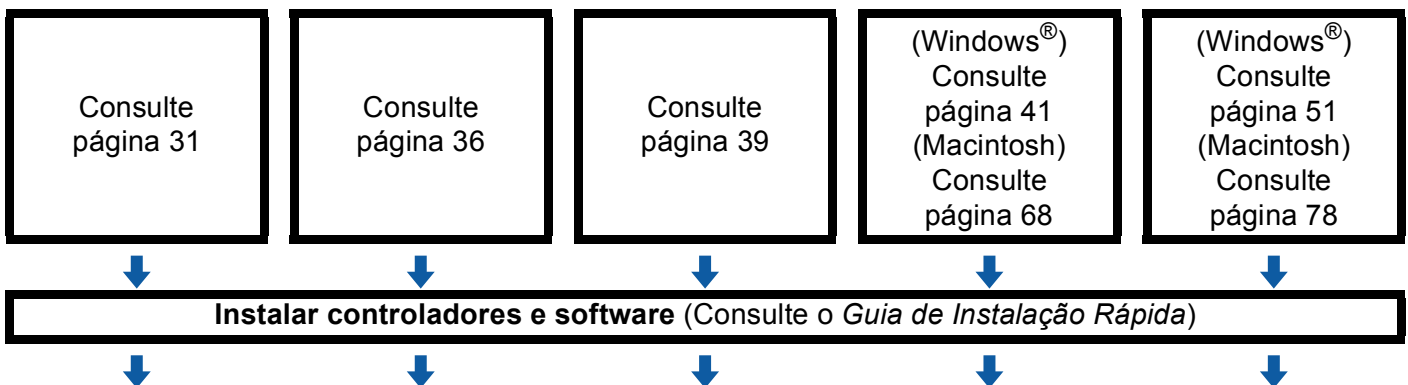 Consulte
página 31
Consulte
página 36
Consulte
página 39
(Windows®)
Consulte
página 41
(Macintosh)
Consulte
página 68
(Windows®)
Consulte
página 51
(Macintosh)
Consulte
página 78
Instalar controladores e software (Consulte o Guia de Instalação Rápida)